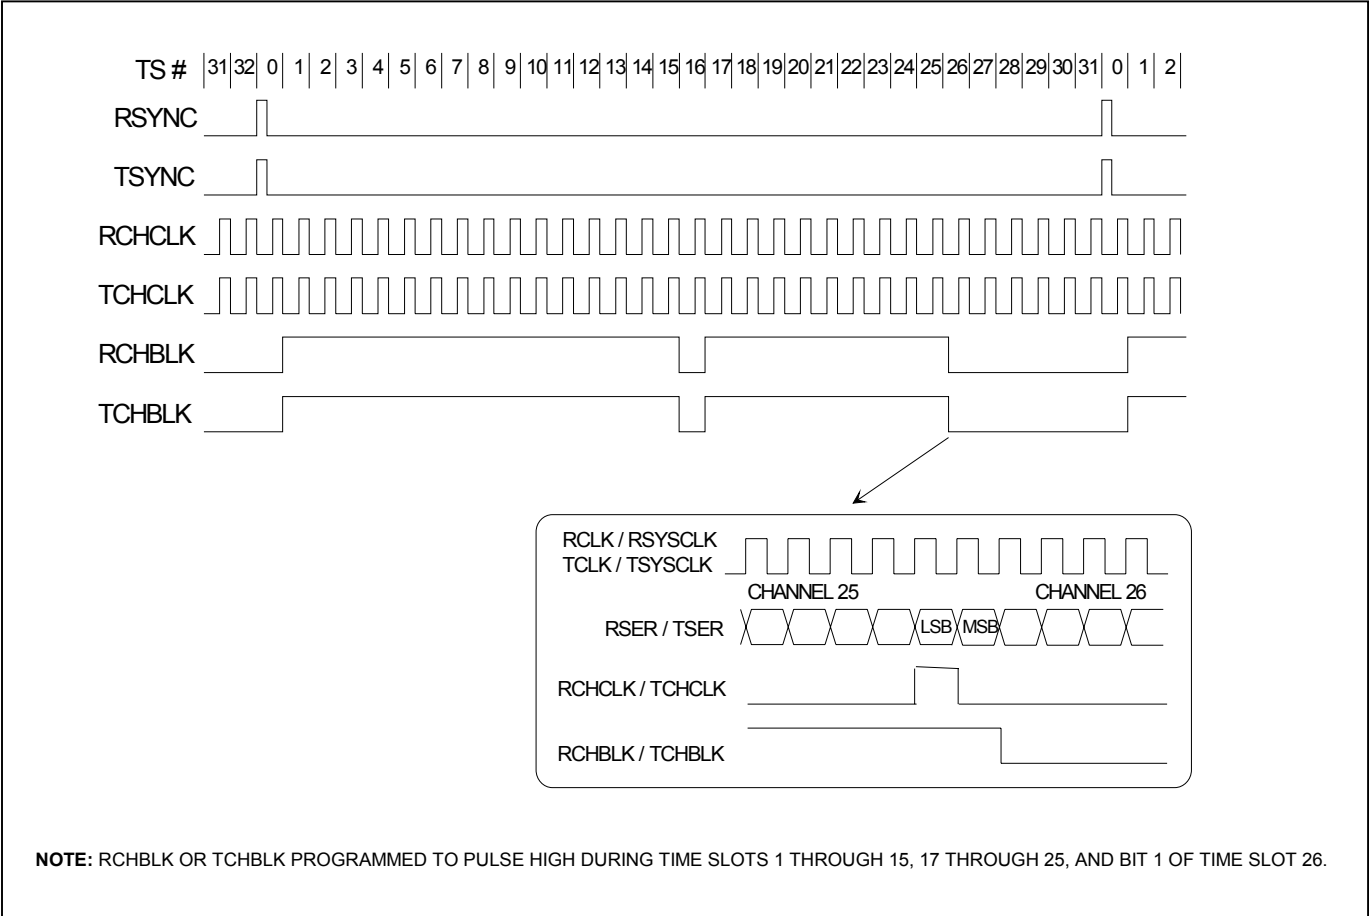 TS # 31 32 0 1 2 3 4 5 6 7 8 9 10 11 12 13 14 15 16 17 18 19 20 21 22 23 24 25 26 27 28 29 30 31 0 1 2
RSYNC
TSYNC
RCHCLK
TCHCLK
RCHBLK
TCHBLK
RCLK / RSYSCLK
TCLK / TSYSCLK
CHANNEL 25 CHANNEL 26
RSER / TSER LSB MSB
RCHCLK / TCHCLK
RCHBLK / TCHBLK
NOTE: RCHBLK OR TCHBLK PROGRAMMED TO PULSE HIGH DURING TIME SLOTS 1 THROUGH 15, 17 THROUGH 25, AND BIT 1 OF TIME SLOT 26.